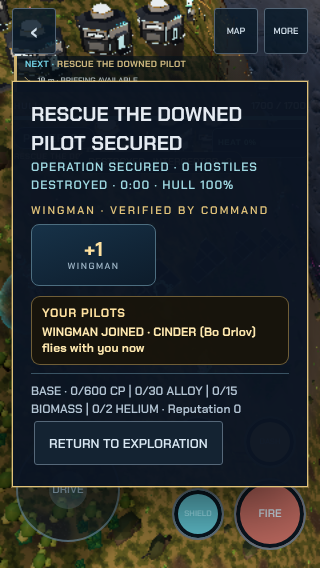 ‹
MAP
MORE
NEXT · RESCUE THE DOWNED PILOT
10 m · BRIEFING AVAILABLE
RESCUE THE DOWNED
PILOT SECURED
OPERATION SECURED · 0 HOSTILES
DESTROYED · 0:00 · HULL 100%
WINGMAN · VERIFIED BY COMMAND
+1
WINGMAN
YOUR PILOTS
WINGMAN JOINED · CINDER (Bo Orlov)
flies with you now
BASE · 0/600 CP | 0/30 ALLOY | 0/15
BIOMASS | 0/2 HELIUM · Reputation 0
RETURN TO EXPLORATION
DRIVE
SHIELD
FIRE